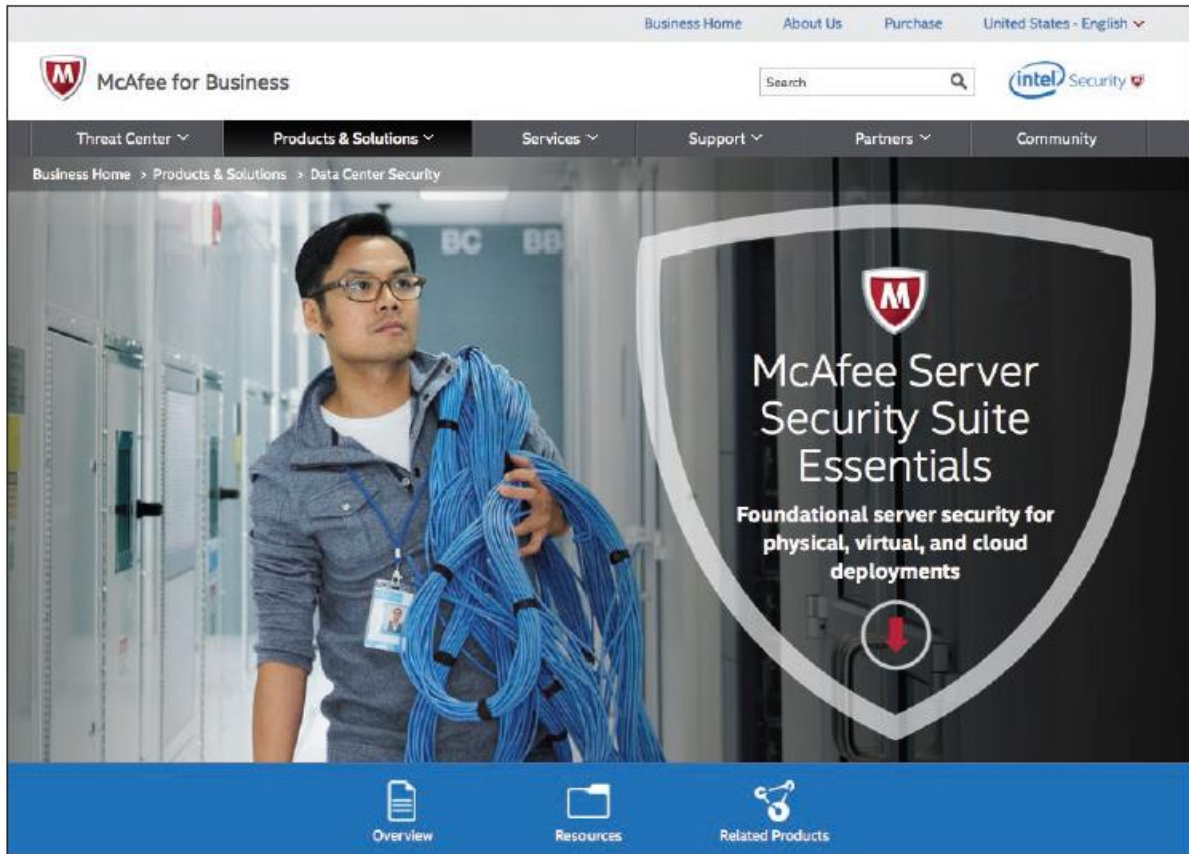 Business Home About Us Purchase United States - English
McAfee for Business
Search
intel Security
Threat Center Products & Solutions Services Support Partners Community
Business Home > Products & Solutions > Data Center Security
BC BB
M
McAfee Server
Security Suite
Essentials
Foundational server security for
physical, virtual, and cloud
deployments
Overview Resources Related Products